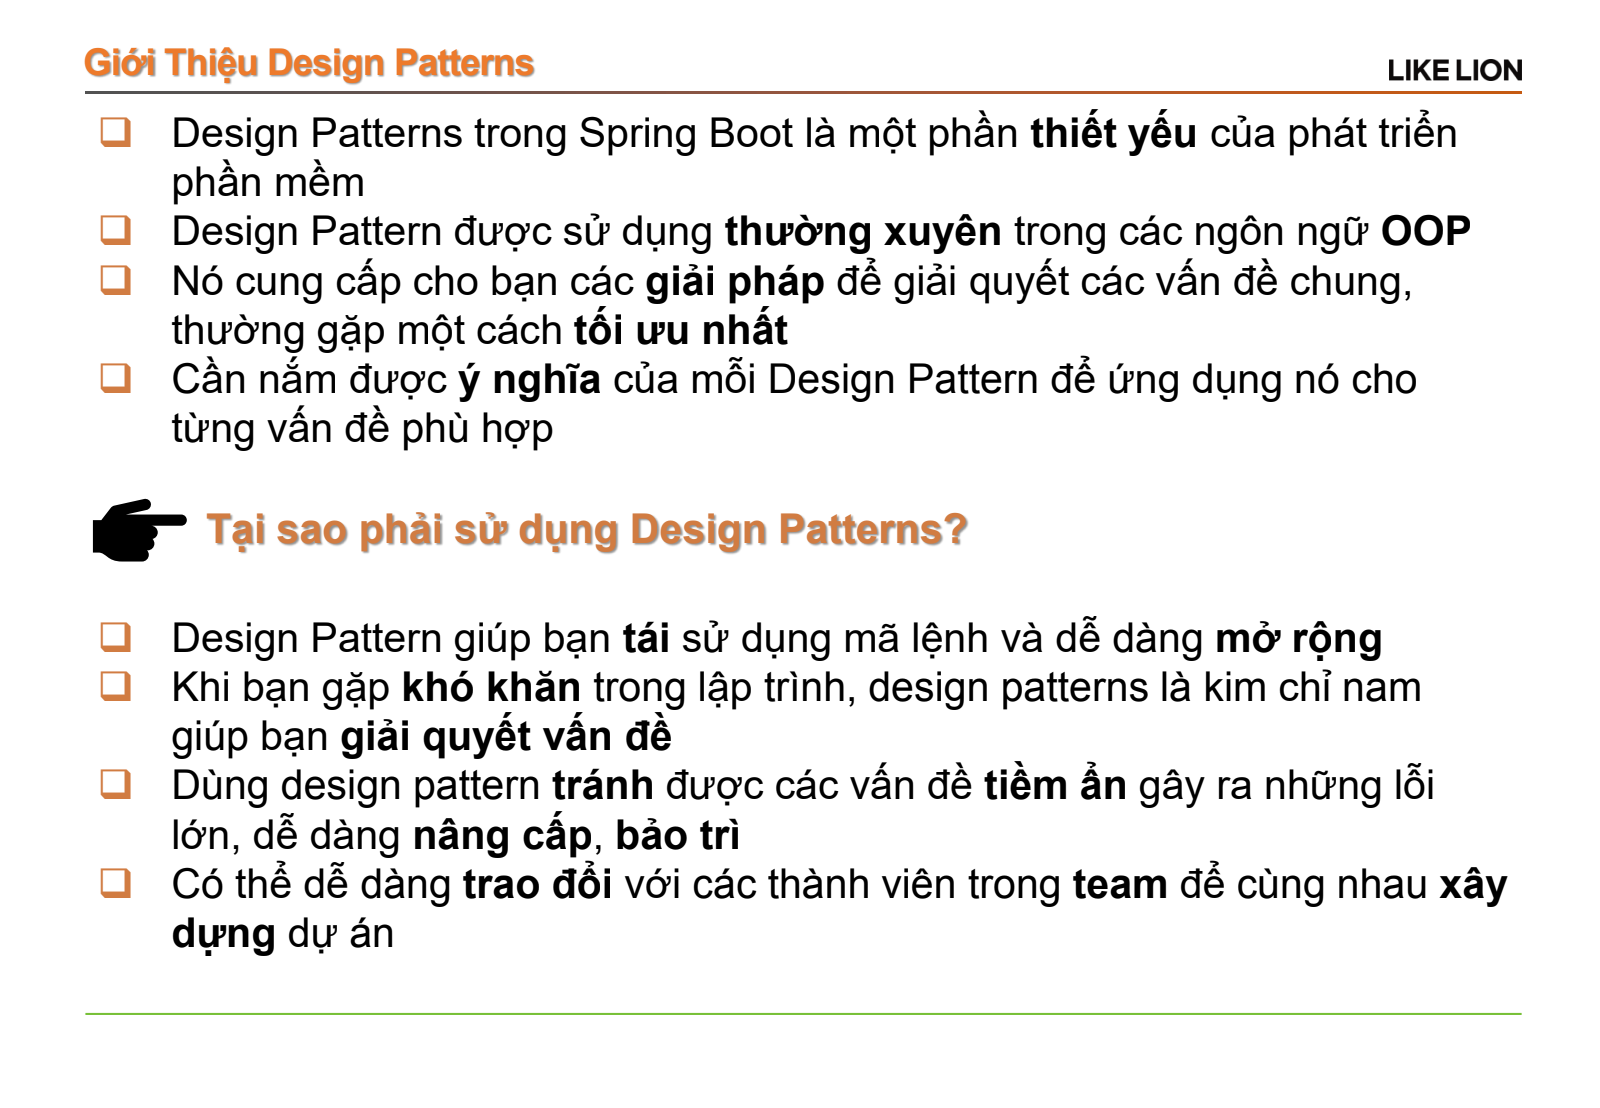 Giới Thiệu Design Patterns
LIKE LION
Design Patterns trong Spring Boot là một phần thiết yếu của phát triển
phần mềm
Design Pattern được sử dụng thường xuyên trong các ngôn ngữ OOP
Nó cung cấp cho bạn các giải pháp để giải quyết các vấn đề chung,
thường gặp một cách tối ưu nhất
Cần nắm được ý nghĩa của mỗi Design Pattern để ứng dụng nó cho
từng vấn đề phù hợp
Tại sao phải sử dụng Design Patterns?
Design Pattern giúp bạn tái sử dụng mã lệnh và dễ dàng mở rộng
Khi bạn gặp khó khăn trong lập trình, design patterns là kim chỉ nam
giúp bạn giải quyết vấn đề
Dùng design pattern tránh được các vấn đề tiềm ẩn gây ra những lỗi
lớn, dễ dàng nâng cấp, bảo trì
Có thể dễ dàng trao đổi với các thành viên trong team để cùng nhau xây
dựng dự án